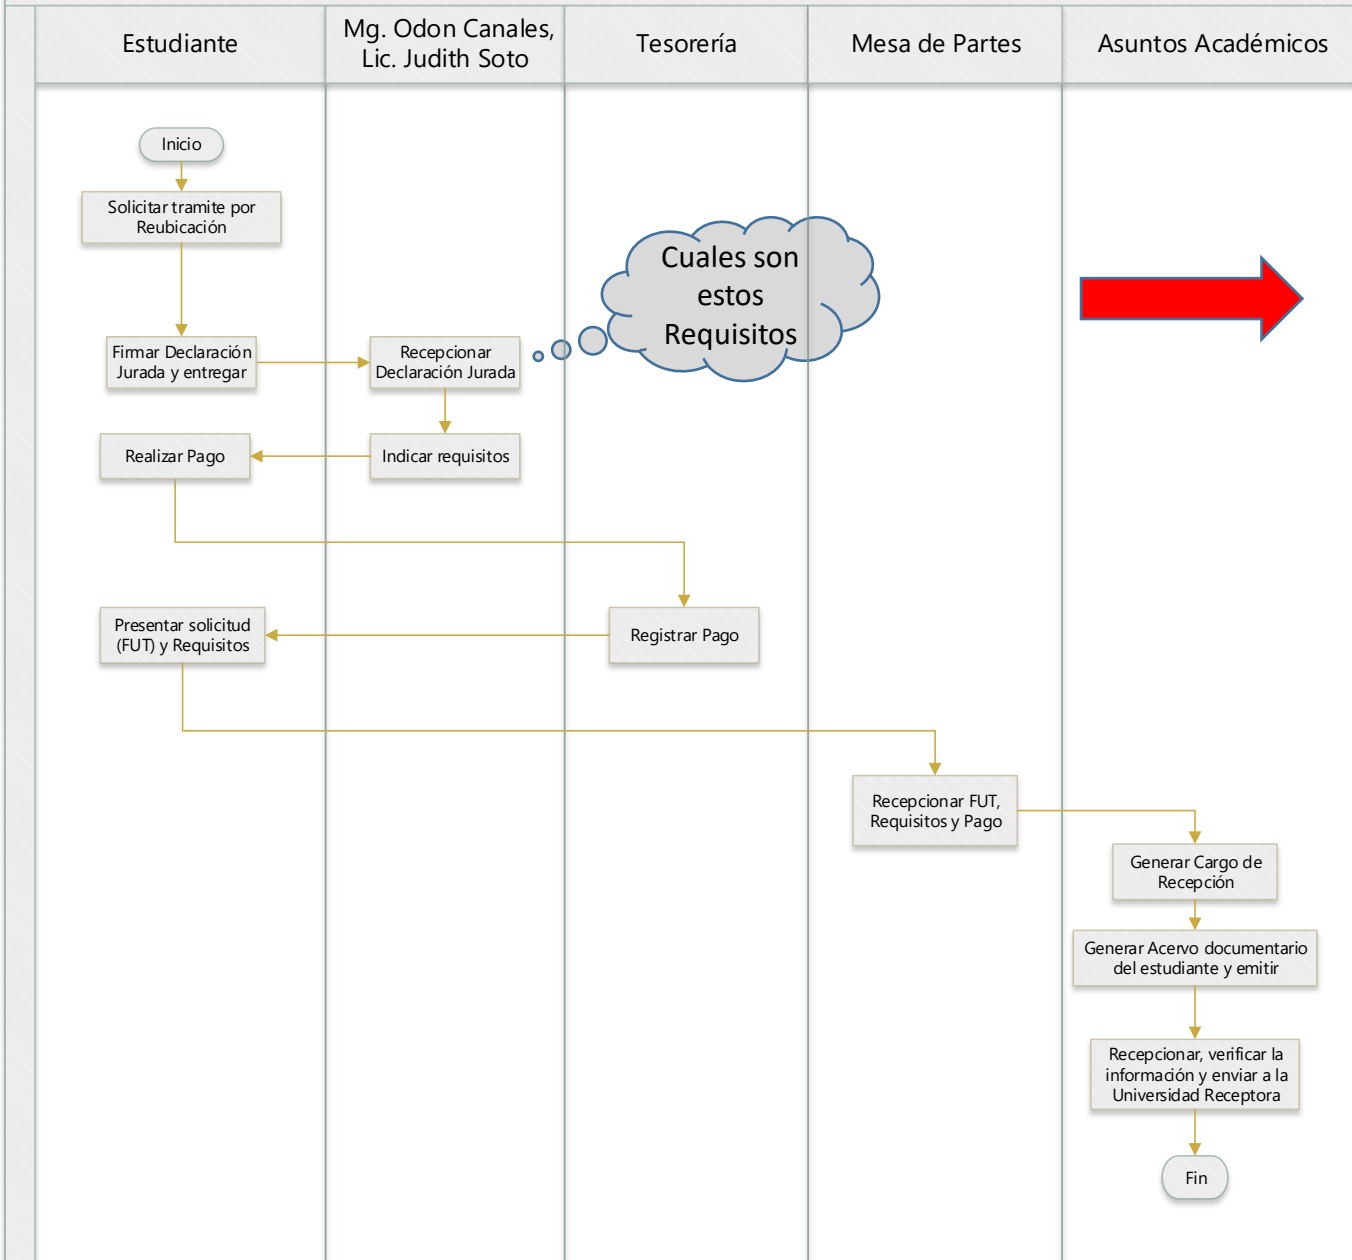 Estudiante
Mg. Odon Canales,
Lic. Judith Soto
Tesorería
Mesa de Partes
Asuntos Académicos
Inicio
Solicitar tramite por
Reubicación
Cuales son
estos
Requisitos
Firmar Declaración
Jurada y entregar
Recepcionar
Declaración Jurada
Realizar Pago
Indicar requisitos
Presentar solicitud
(FUT) y Requisitos
Registrar Pago
Recepcionar FUT,
Requisitos y Pago
Generar Cargo de
Recepción
Generar Acervo documentario
del estudiante y emitir
Recepcionar, verificar la
información y enviar a la
Universidad Receptora
Fin